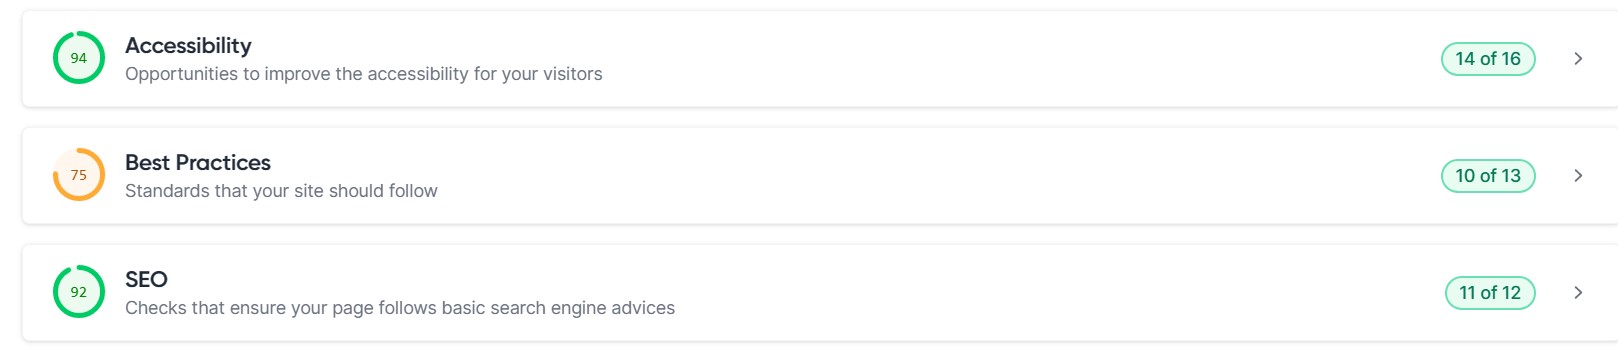 94
Accessibility
Opportunities to improve the accessibility for your visitors
14 of 16
75
Best Practices
Standards that your site should follow
10 of 13
92
SEO
Checks that ensure your page follows basic search engine advices
11 of 12